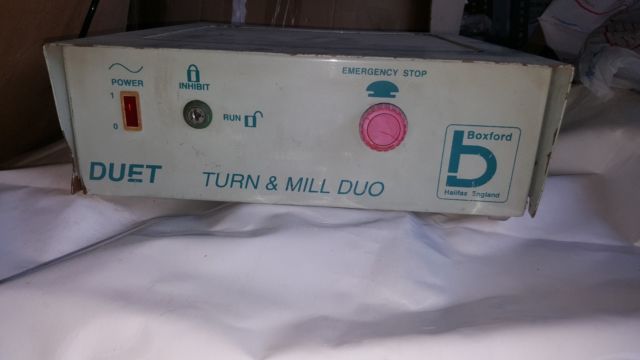 POWER
1
0
INHIBIT
RUN
EMERGENCY STOP
DUET
TURN & MILL DUO
Boxford
Halifax England